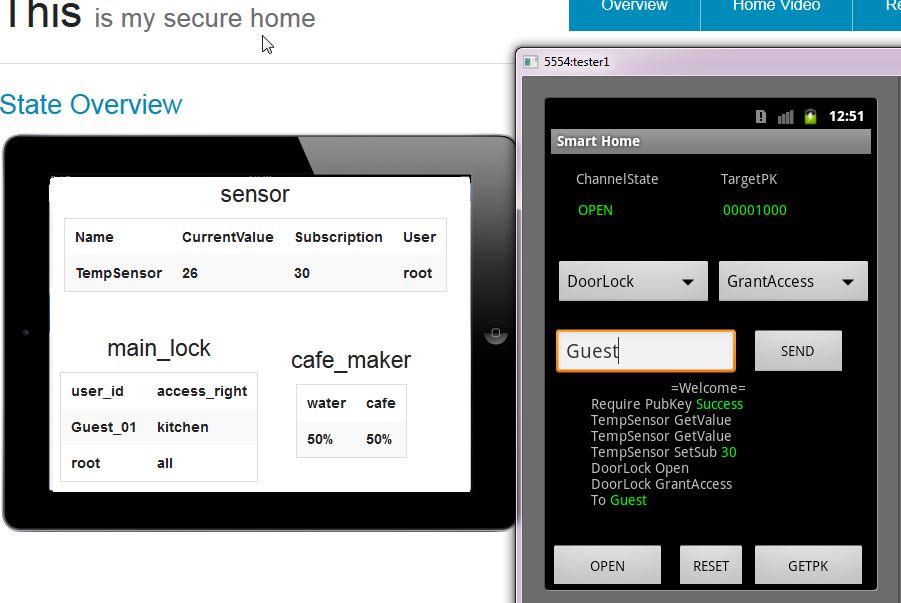 This is my secure home
Overview
Home Video
State Overview
sensor
Name CurrentValue Subscription User
TempSensor 26 30 root
main_lock
user_id access_right
Guest_01 kitchen
root all
cafe_maker
water cafe
50% 50%
5554:tester1
12:51
Smart Home
ChannelState TargetPK
OPEN 00001000
DoorLock GrantAccess
Guest SEND
=Welcome=
Require PubKey Success
TempSensor GetValue
TempSensor GetValue
TempSensor SetSub 30
DoorLock Open
DoorLock GrantAccess
To Guest
OPEN RESET GETPK